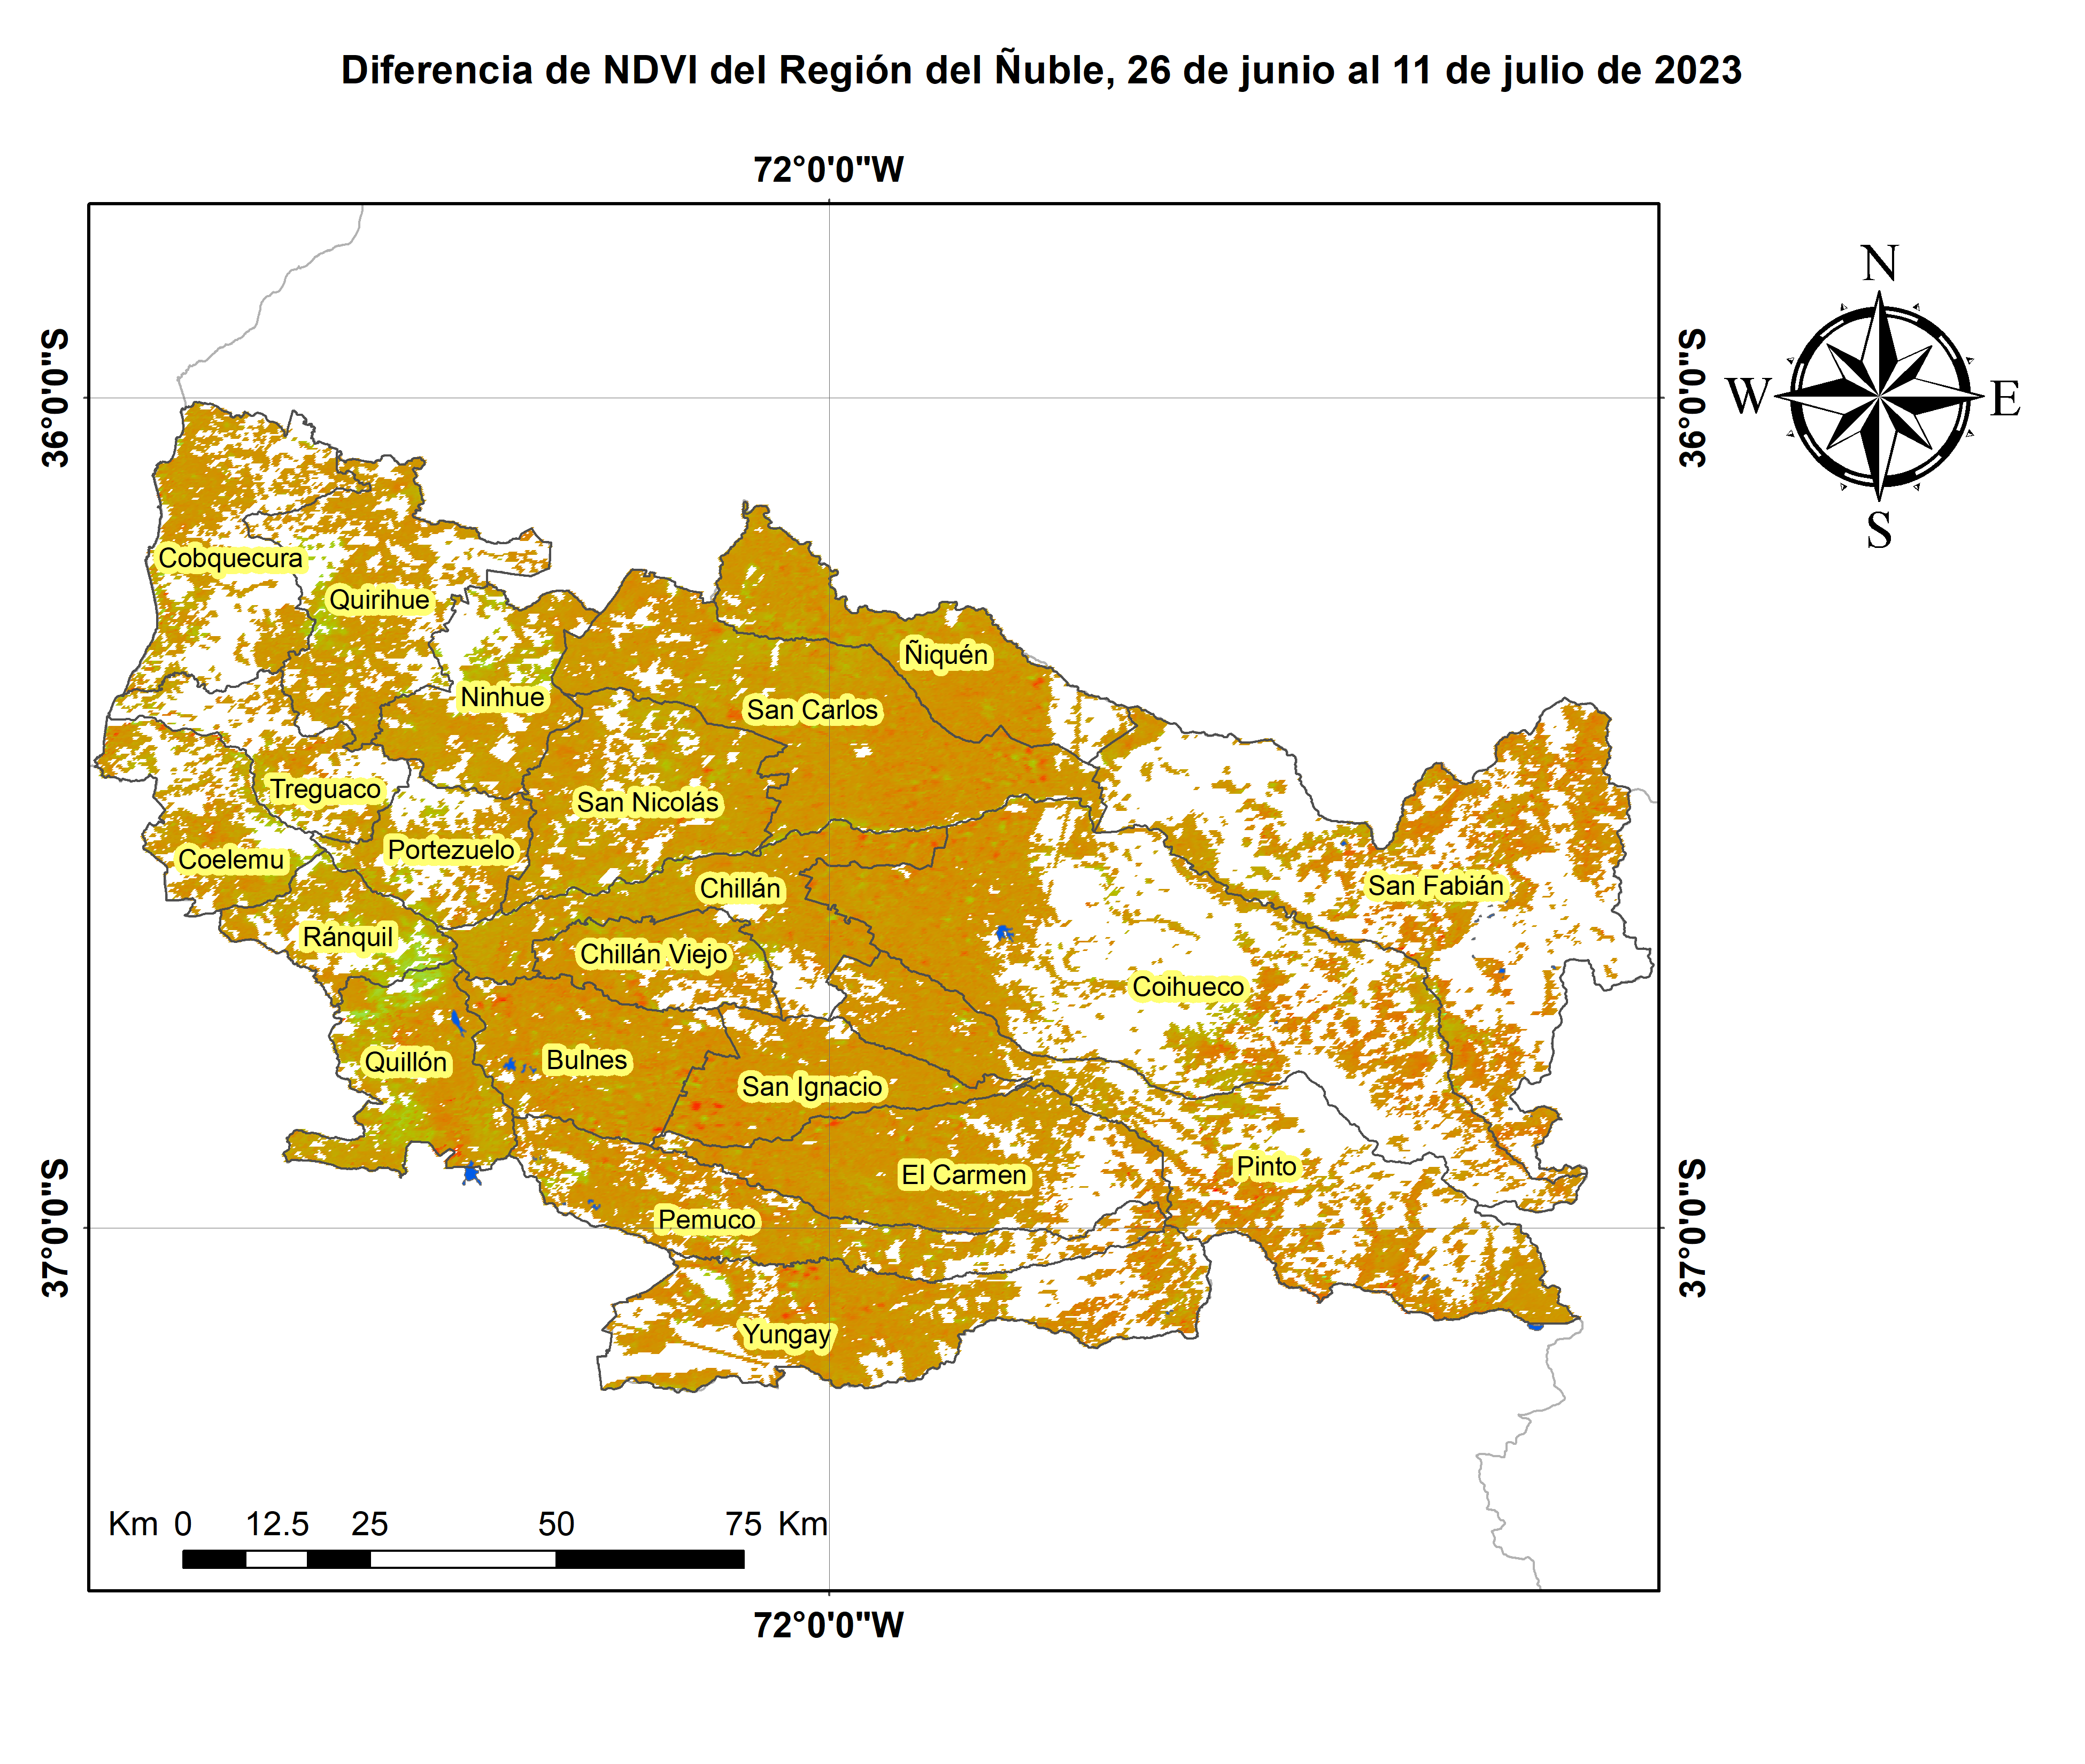 Diferencia de NDVI del Región del Ñuble, 26 de junio al 11 de julio de 2023
72°0'0"W
N
W
E
S
36°0'0"S
36°0'0"S
Cobquecura
Quirihue
Ñiquén
Ninhue
San Carlos
Treguaco
San Nicolás
Portezuelo
Coelemu
Chillán
San Fabián
Ránquil
Chillán Viejo
Coihueco
Quillón
Bulnes
San Ignacio
El Carmen
Pinto
Pemuco
37°0'0"S
37°0'0"S
Yungay
Km 0 12.5 25 50 75 Km
72°0'0"W